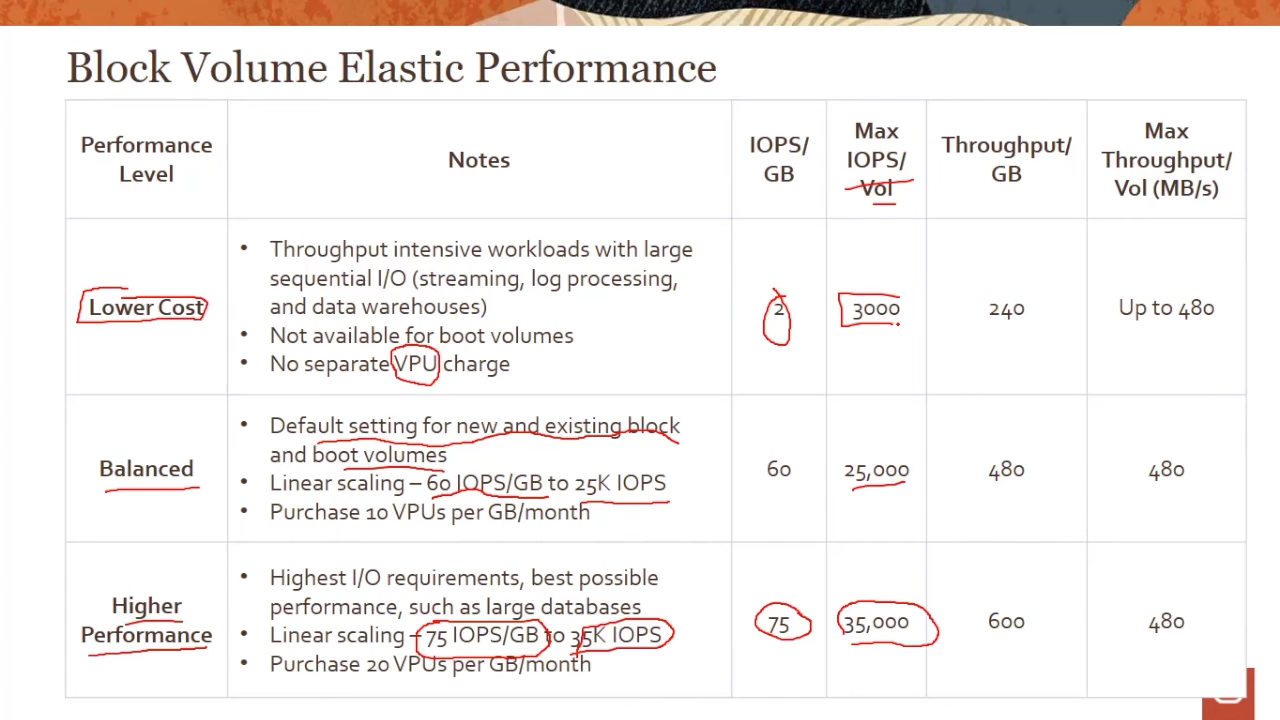 Block Volume Elastic Performance
Performance
Level
Notes
IOPS/
GB
Max
IOPS/
Vol
Throughput/
GB
Max
Throughput/
Vol (MB/s)
Lower Cost
• Throughput intensive workloads with large
sequential I/O (streaming, log processing,
and data warehouses)
• Not available for boot volumes
• No separate VPU charge
2
3000
240
Up to 480
Balanced
• Default setting for new and existing block
and boot volumes
• Linear scaling – 60 IOPS/GB to 25K IOPS
• Purchase 10 VPUs per GB/month
60
25,000
480
480
Higher
Performance
• Highest I/O requirements, best possible
performance, such as large databases
• Linear scaling – 75 IOPS/GB to 35K IOPS
• Purchase 20 VPUs per GB/month
75
35,000
600
480